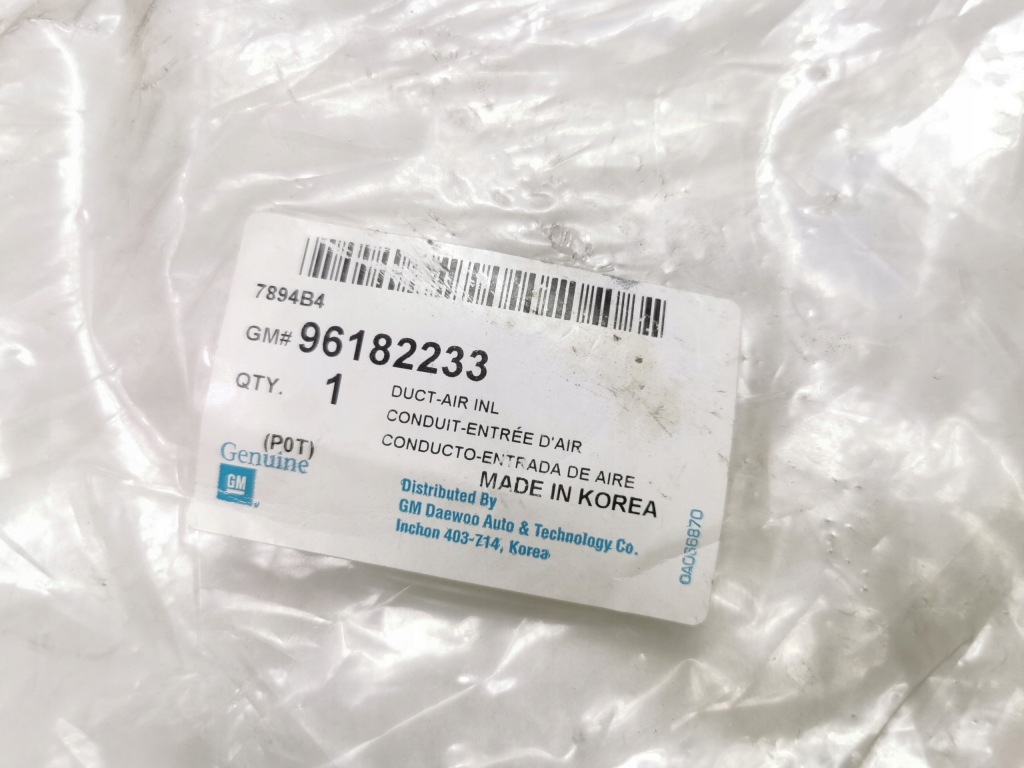 7894B4
GM# 96182233
QTY. 1
DUCT-AIR INL
CONDUIT-ENTRÉE D'AIR
CONDUCTO-ENTRADA DE AIRE
MADE IN KOREA
(P0T)
Genuine
GM
Distributed By
GM Daewoo Auto & Technology Co.
Inchon 403-714, Korea
0A036870